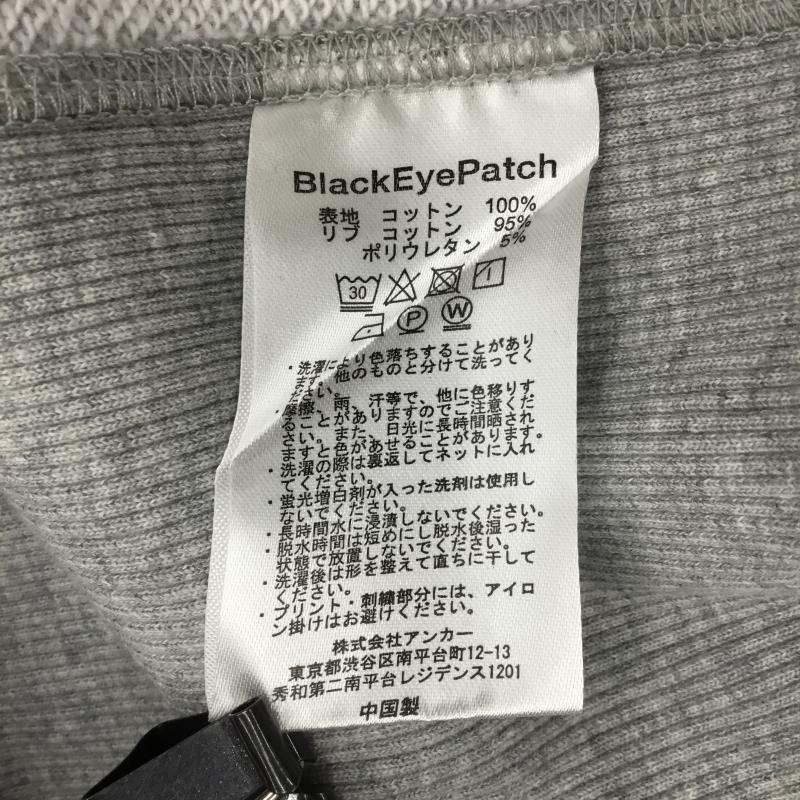 BlackEyePatch
表地 コットン 100%
リブ コットン 95%
ポリウレタン 5%
30
P
W
・洗濯により色落ちすることがあり
ます。他のものと分けて洗ってく
ださい。
・摩擦、雨、汗等で、他に色移りす
ることがありますのでご注意くだ
さい。また、日光に長時間晒され
ますと色があせることがあります。
・洗濯の際は裏返してネットに入れ
てください。
・蛍光増白剤が入った洗剤は使用し
ないでください。
・長時間水に浸漬しないでください。
・脱水時間は短めにし脱水後湿った
状態で放置しないでください。
・洗濯後は形を整えて直ちに干して
ください。
・プリント・刺繍部分には、アイロ
ン掛けはお避けください。
株式会社アンカー
東京都渋谷区南平台町12-13
秀和第二南平台レジデンス1201
中国製